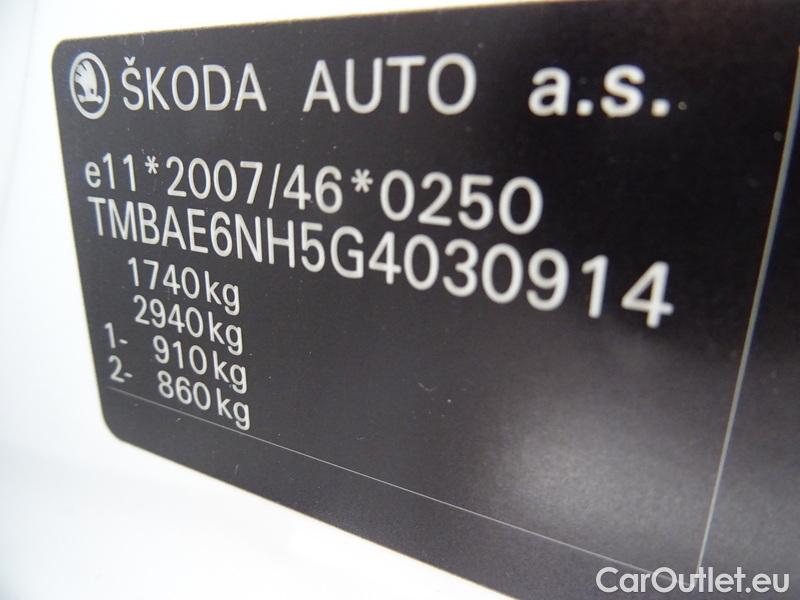 ŠKODA AUTO a.s.
e11*2007/46*0250
TMBAE6NH5G4030914
1740kg
2940kg
1- 910kg
2- 860kg
CarOutlet.eu